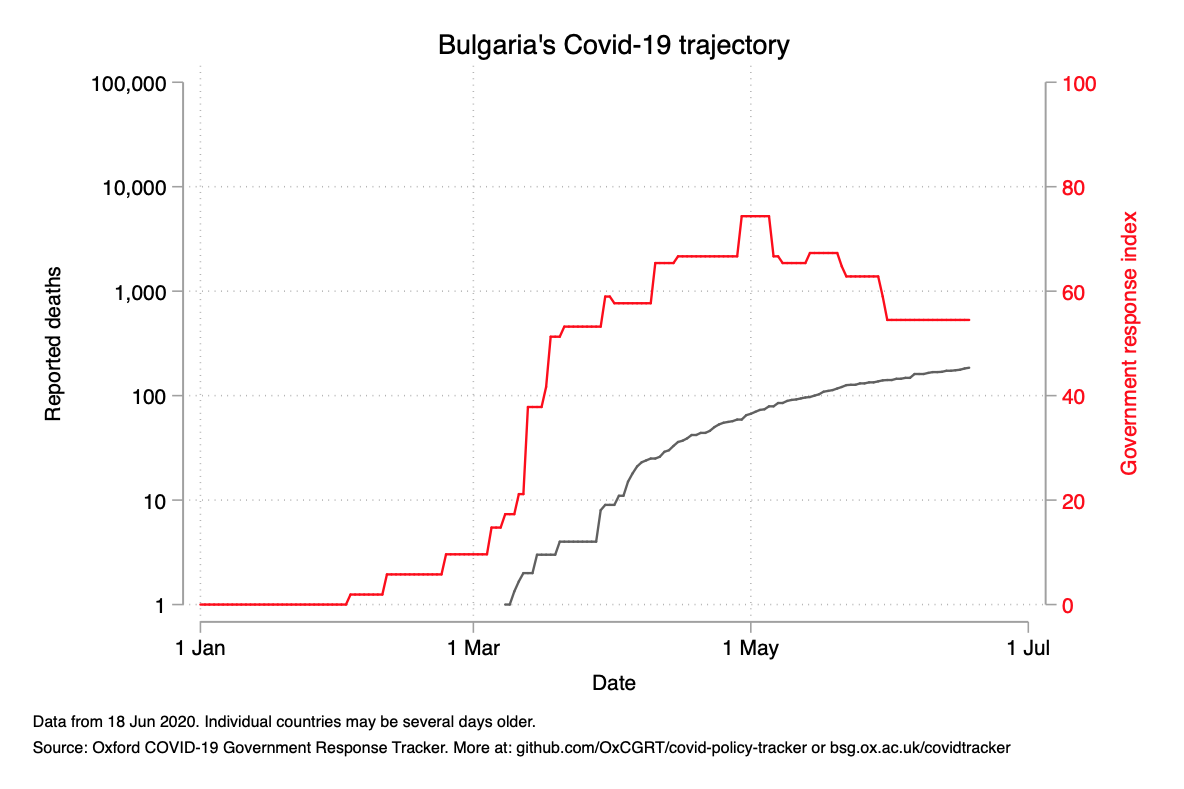 Bulgaria's Covid-19 trajectory
100,000
10,000
1,000
100
10
1
Reported deaths
100
80
60
40
20
0
Government response index
1 Jan
1 Mar
1 May
1 Jul
Date
Data from 18 Jun 2020. Individual countries may be several days older.
Source: Oxford COVID-19 Government Response Tracker. More at: github.com/OxCGRT/covid-policy-tracker or bsg.ox.ac.uk/covidtracker